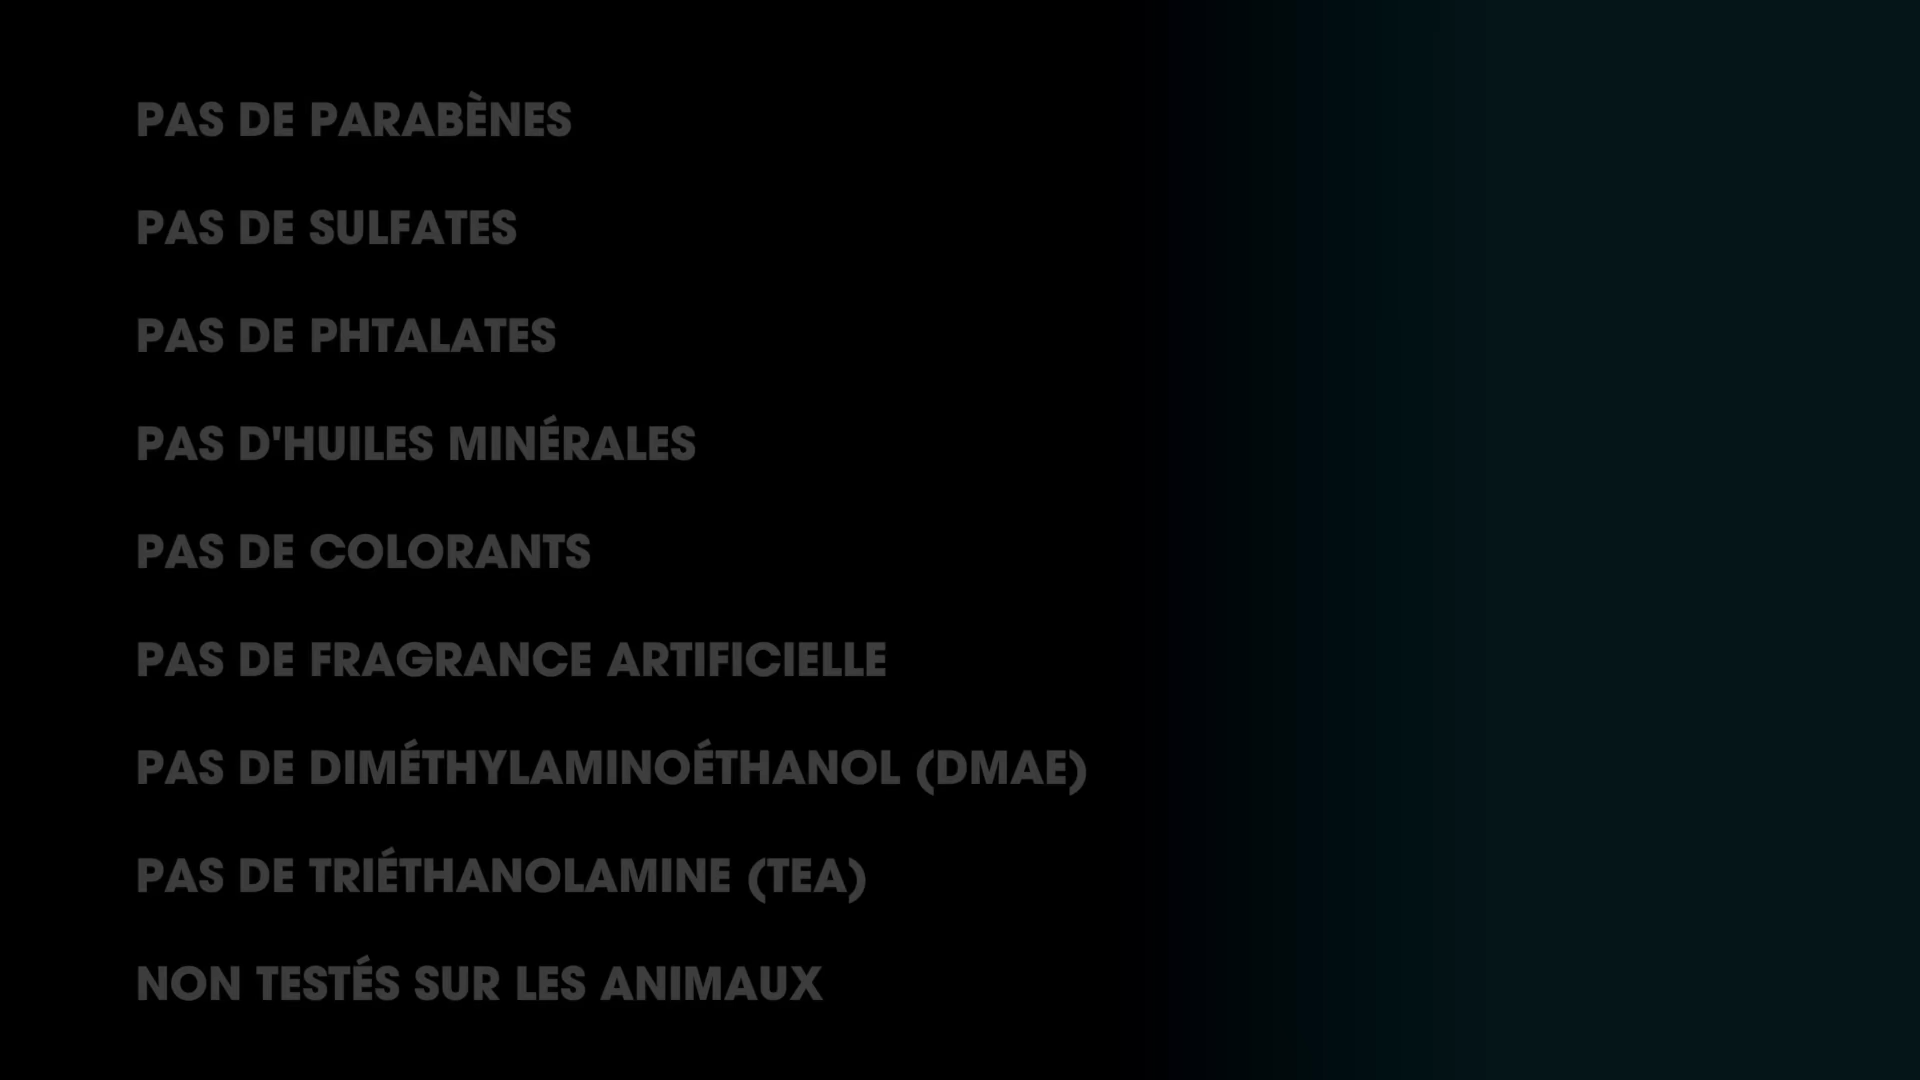 PAS DE PARABÈNES
PAS DE SULFATES
PAS DE PHTALATES
PAS D'HUILES MINÉRALES
PAS DE COLORANTS
PAS DE FRAGRANCE ARTIFICIELLE
PAS DE DIMÉTHYLAMINOÉTHANOL (DMAE)
PAS DE TRIÉTHANOLAMINE (TEA)
NON TESTÉS SUR LES ANIMAUX